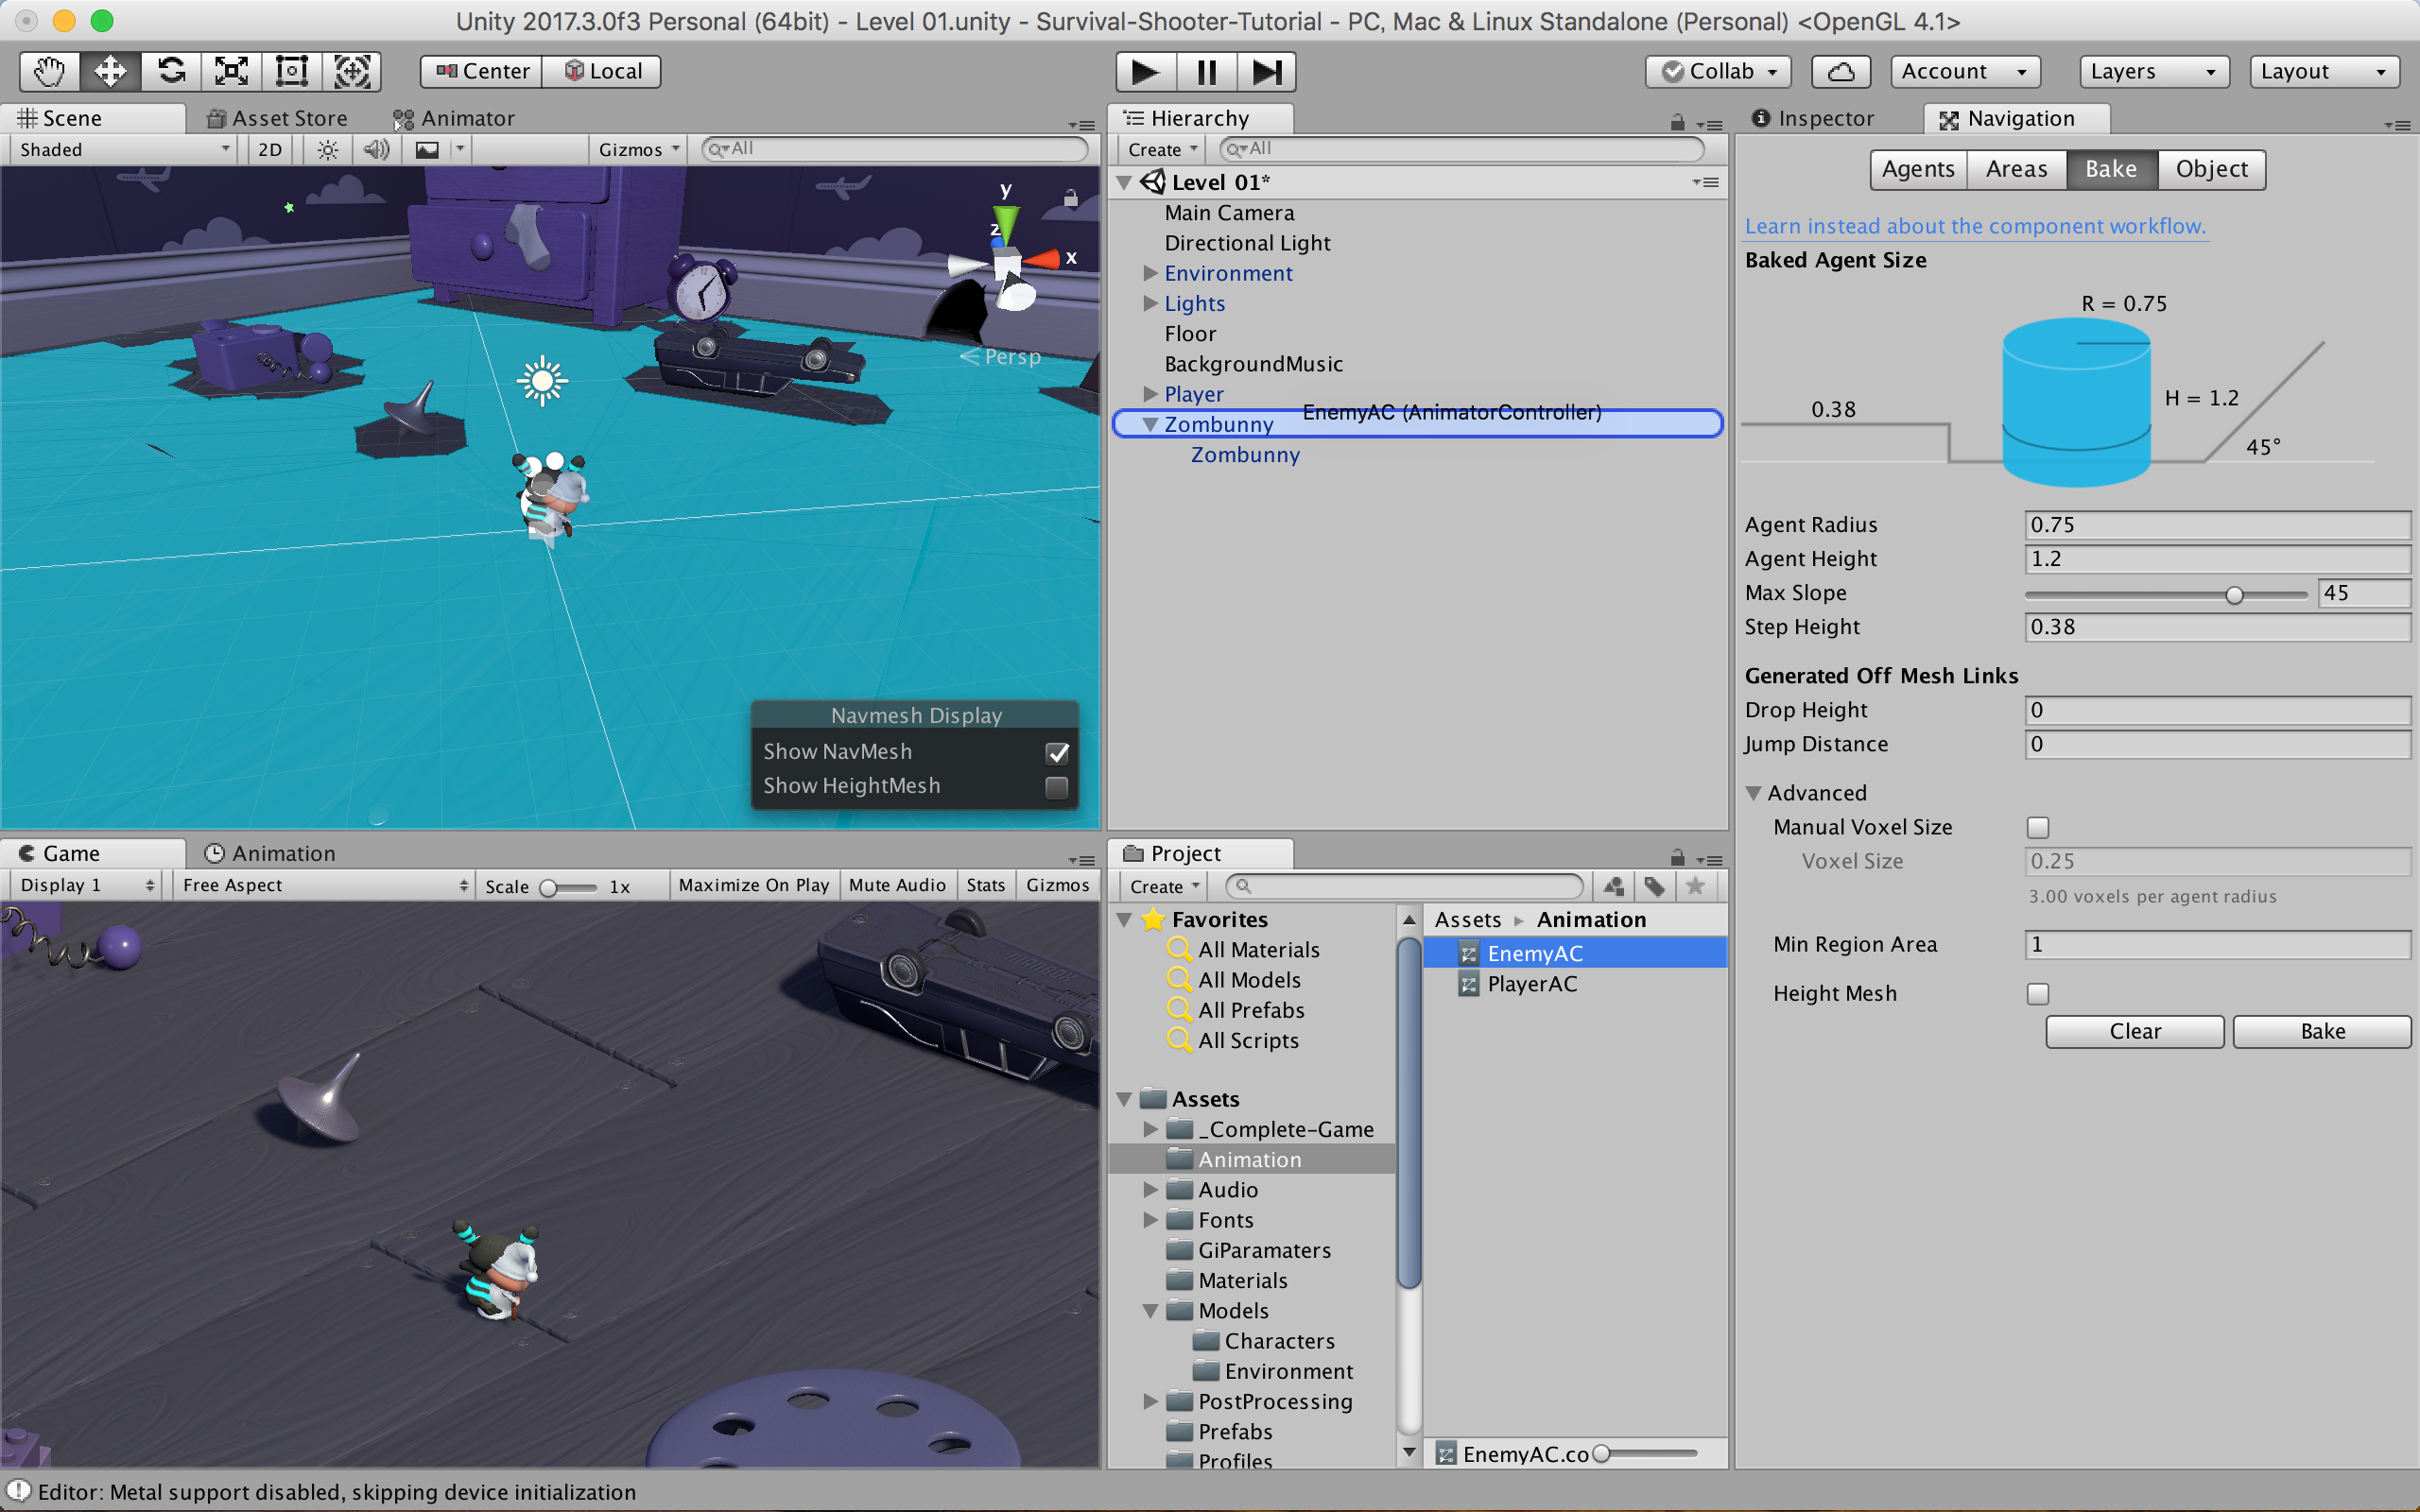 Unity 2017.3.0f3 Personal (64bit) - Level 01.unity - Survival-Shooter-Tutorial - PC, Mac & Linux Standalone (Personal) <OpenGL 4.1>
Center Local Collab Account Layers Layout
Scene Asset Store Animator
Shaded 2D Gizmos All
y
z
x
Persp
Navmesh Display
Show NavMesh
Show HeightMesh
Hierarchy
Create All
Level 01*
Main Camera
Directional Light
Environment
Lights
Floor
BackgroundMusic
Player
EnemyAC (AnimatorController)
Zombunny
Zombunny
Inspector Navigation
Agents Areas Bake Object
Learn instead about the component workflow.
Baked Agent Size
R = 0.75
H = 1.2
0.38
45°
Agent Radius 0.75
Agent Height 1.2
Max Slope 45
Step Height 0.38
Generated Off Mesh Links
Drop Height 0
Jump Distance 0
Advanced
Manual Voxel Size
Voxel Size 0.25
3.00 voxels per agent radius
Min Region Area 1
Height Mesh
Clear Bake
Game Animation
Display 1 Free Aspect Scale 1x Maximize On Play Mute Audio Stats Gizmos
Project
Create
Favorites
All Materials
All Models
All Prefabs
All Scripts
Assets
_Complete-Game
Animation
Audio
Fonts
GiParamaters
Materials
Models
Characters
Environment
PostProcessing
Prefabs
Profiles
Assets Animation
EnemyAC
PlayerAC
EnemyAC.co
Editor: Metal support disabled, skipping device initialization